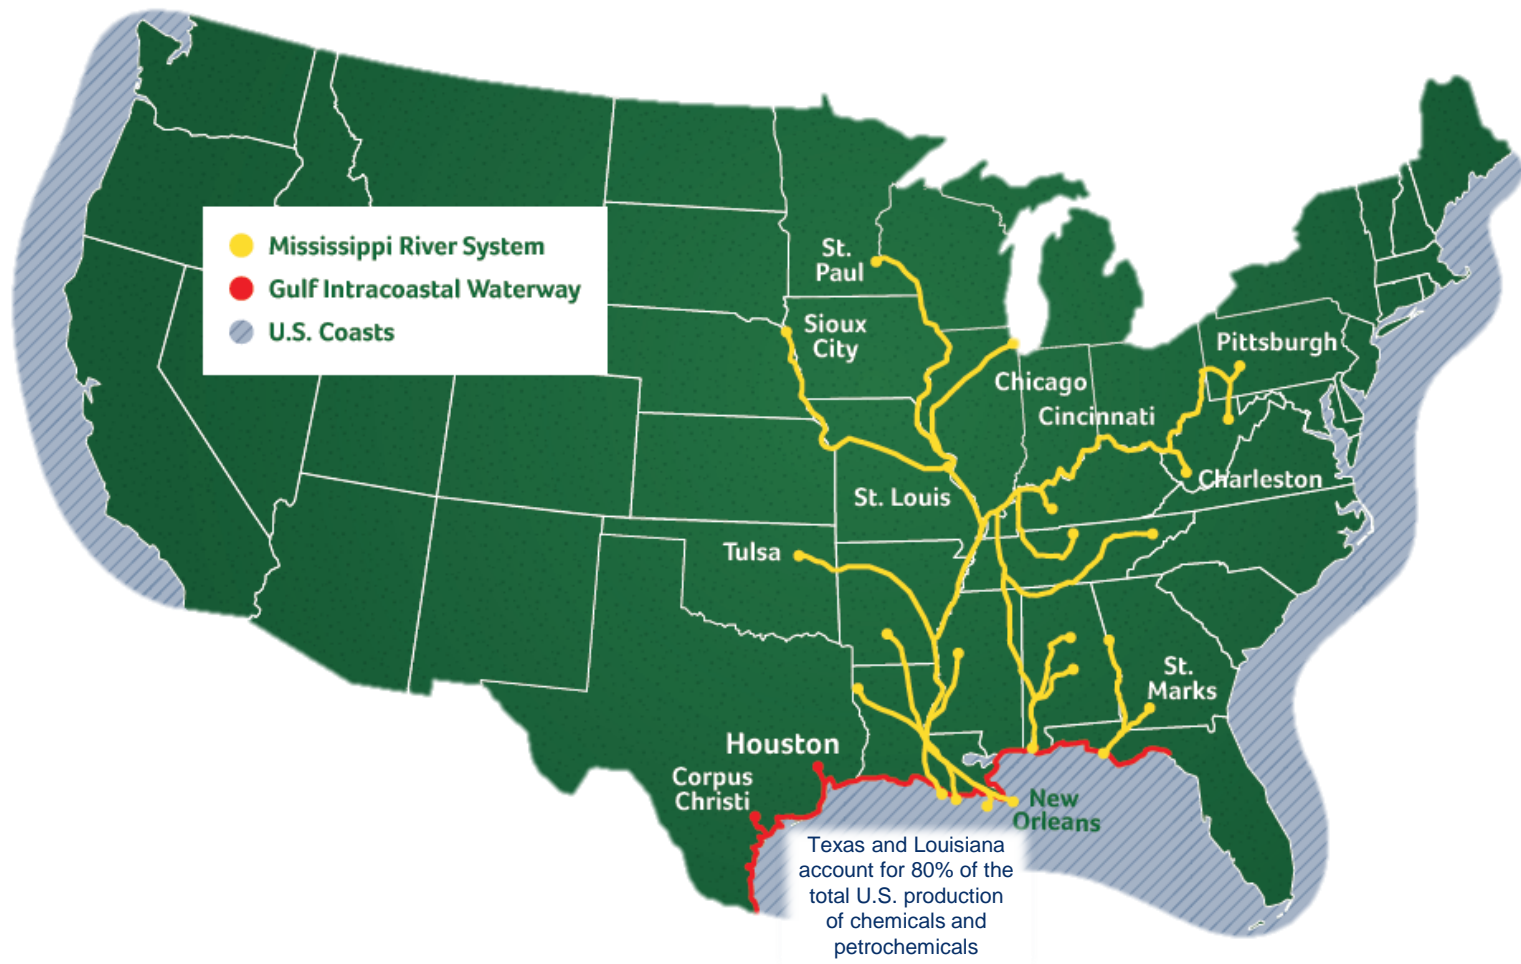 Mississippi River System
Gulf Intracoastal Waterway
U.S. Coasts
St.
Paul
Sioux
City
Pittsburgh
Chicago
Cincinnati
Charleston
St. Louis
Tulsa
St.
Marks
Houston
Corpus
Christi
New
Orleans
Texas and Louisiana
account for 80% of the
total U.S. production
of chemicals and
petrochemicals